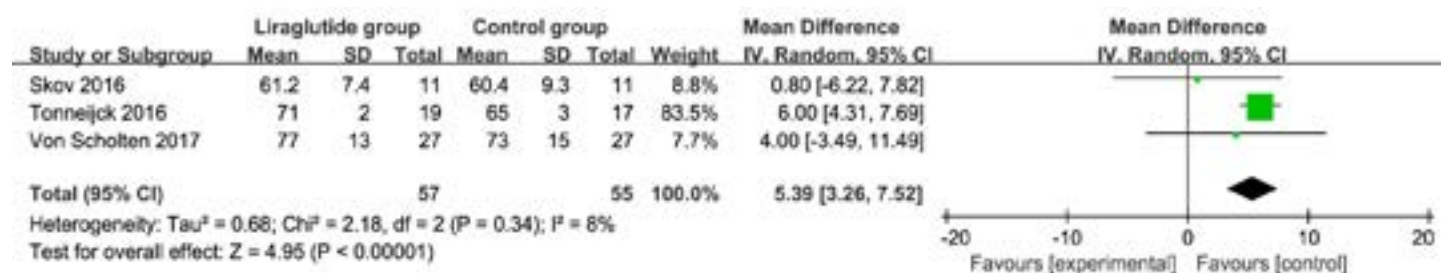 Liraglutide group Control group Mean Difference Mean Difference
Study or Subgroup Mean SD Total Mean SD Total Weight IV, Random, 95% CI IV, Random, 95% CI
Skov 2016 61.2 7.4 11 60.4 9.3 11 8.8% 0.80 [-6.22, 7.82]
Tonneijck 2016 71 2 19 65 3 17 83.5% 6.00 [4.31, 7.69]
Von Scholten 2017 77 13 27 73 15 27 7.7% 4.00 [-3.49, 11.49]
Total (95% CI) 57 55 100.0% 5.39 [3.26, 7.52]
Heterogeneity: Tau² = 0.68; Chi² = 2.18, df = 2 (P = 0.34); I² = 8%
Test for overall effect: Z = 4.95 (P < 0.00001)
-20 -10 0 10 20
Favours [experimental] Favours [control]